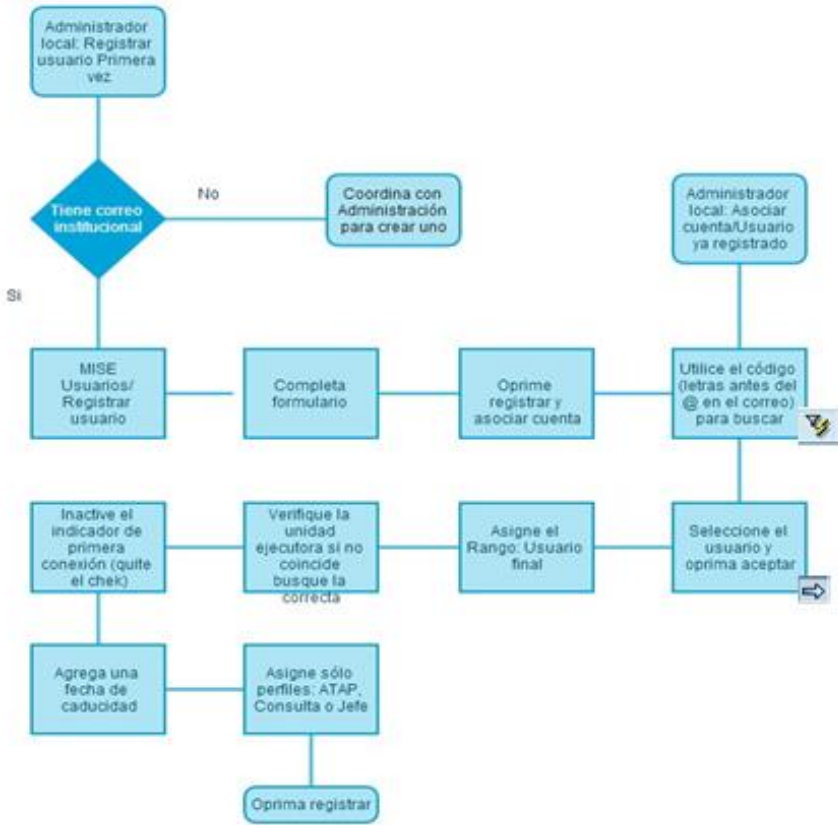 Administrador
local: Registrar
usuario Primera
vez
Tiene correo
institucional
No
Coordina con
Administración
para crear uno
Administrador
local: Asociar
cuenta/Usuario
ya registrado
Si
MISE
Usuarios/
Registrar
usuario
Completa
formulario
Oprime
registrar y
asociar cuenta
Utilice el código
(letras antes del
@ en el correo)
para buscar
Inactive el
indicador de
primera
conexión (quite
el chek)
Verifique la
unidad
ejecutora si no
coincide
busque la
correcta
Asigne el
Rango: Usuario
final
Seleccione el
usuario y
oprima aceptar
Agrega una
fecha de
caducidad
Asigne sólo
perfiles: ATAP,
Consulta o Jefe
Oprima registrar